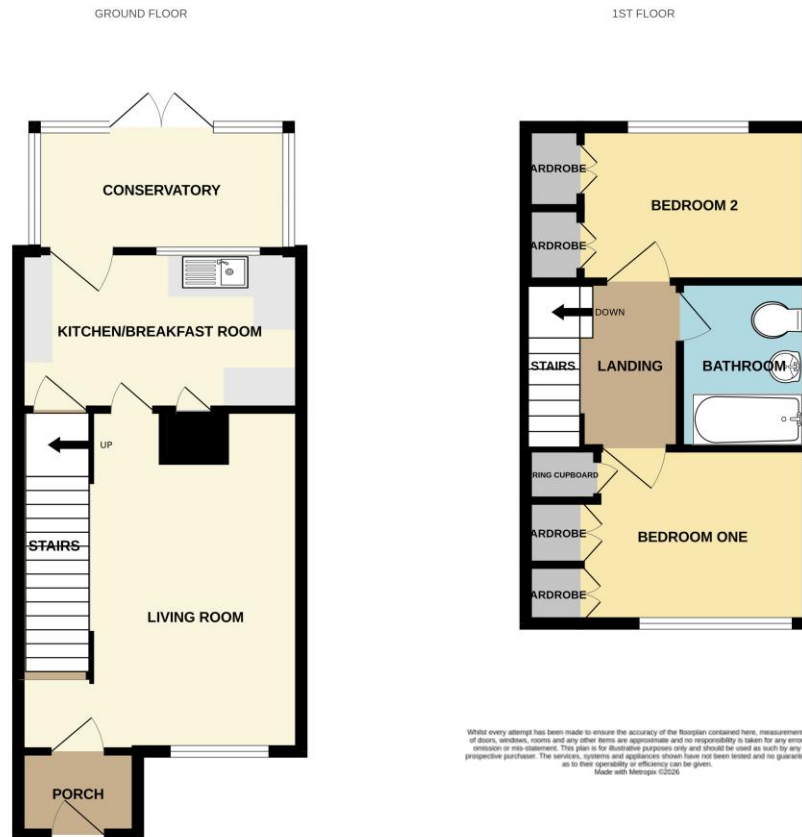 GROUND FLOOR
CONSERVATORY
KITCHEN/BREAKFAST ROOM
UP
STAIRS
LIVING ROOM
PORCH
1ST FLOOR
ARDROBE
BEDROOM 2
ARDROBE
DOWN
STAIRS
LANDING
BATHROOM
RING CUPBOARD
ARDROBE
BEDROOM ONE
ARDROBE
Whilst every attempt has been made to ensure the accuracy of the floorplan contained here, measurement
of doors, windows, rooms and any other items are approximate and no responsibility is taken for any erro
omission or mis-statement. This plan is for illustrative purposes only and should be used as such by any
prospective purchaser. The services, systems and appliances shown have not been tested and no guarante
as to their operability or efficiency can be given.
Made with Metropix ©2026